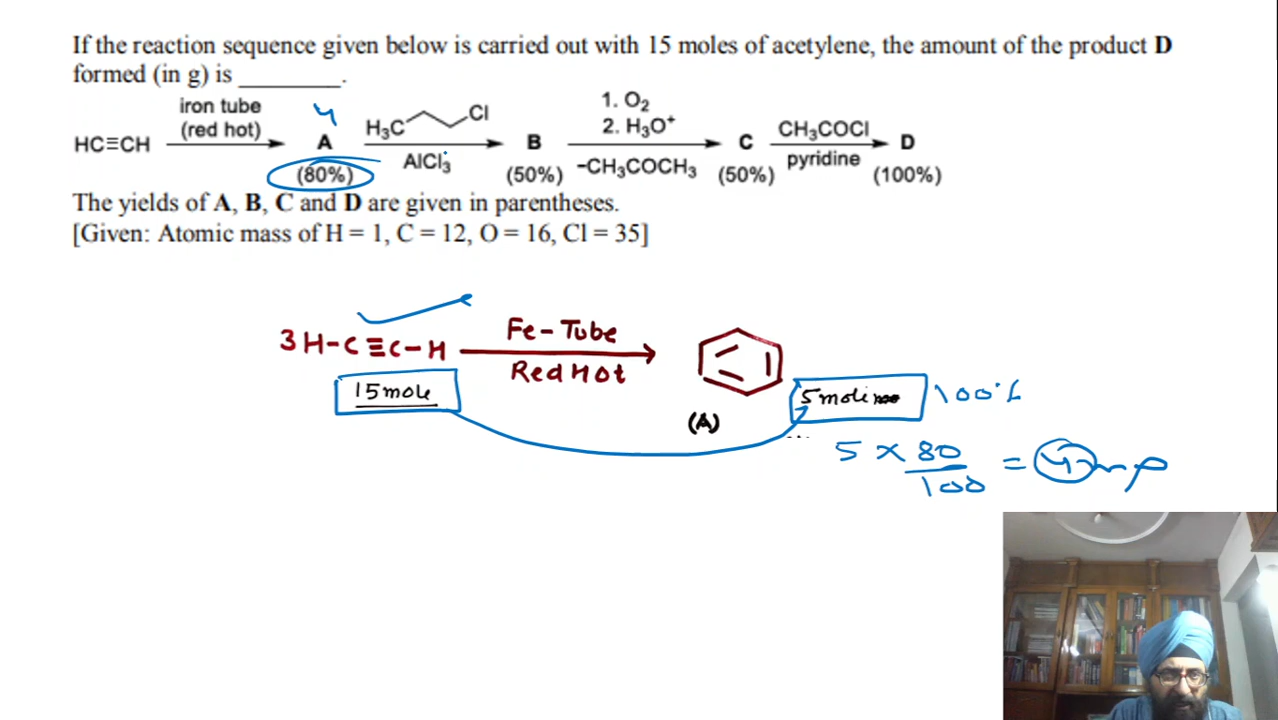 If the reaction sequence given below is carried out with 15 moles of acetylene, the amount of the product D
formed (in g) is ________.
HC≡CH iron tube (red hot) A (80%) H₃C Cl AlCl₃ B (50%) 1. O₂ 2. H₃O⁺ −CH₃COCH₃ C (50%) CH₃COCl pyridine D (100%)
4
The yields of A, B, C and D are given in parentheses.
[Given: Atomic mass of H = 1, C = 12, O = 16, Cl = 35]
3H-C≡C-H Fe-Tube Red Hot
15mole 100%
(A)
5 × 80/100 = 4